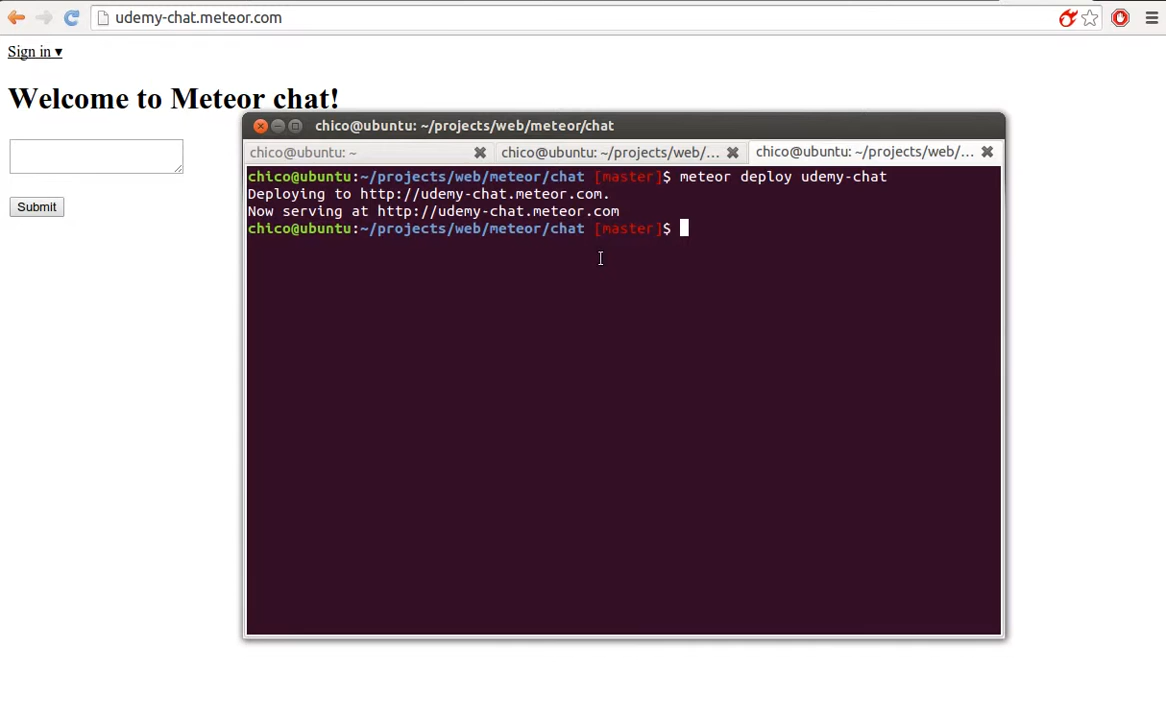 udemy-chat.meteor.com
Sign in ▾
Welcome to Meteor chat!
Submit
chico@ubuntu: ~/projects/web/meteor/chat
chico@ubuntu: ~
chico@ubuntu: ~/projects/web/...
chico@ubuntu: ~/projects/web/...
chico@ubuntu:~/projects/web/meteor/chat [master]$ meteor deploy udemy-chat
Deploying to http://udemy-chat.meteor.com.
Now serving at http://udemy-chat.meteor.com
chico@ubuntu:~/projects/web/meteor/chat [master]$